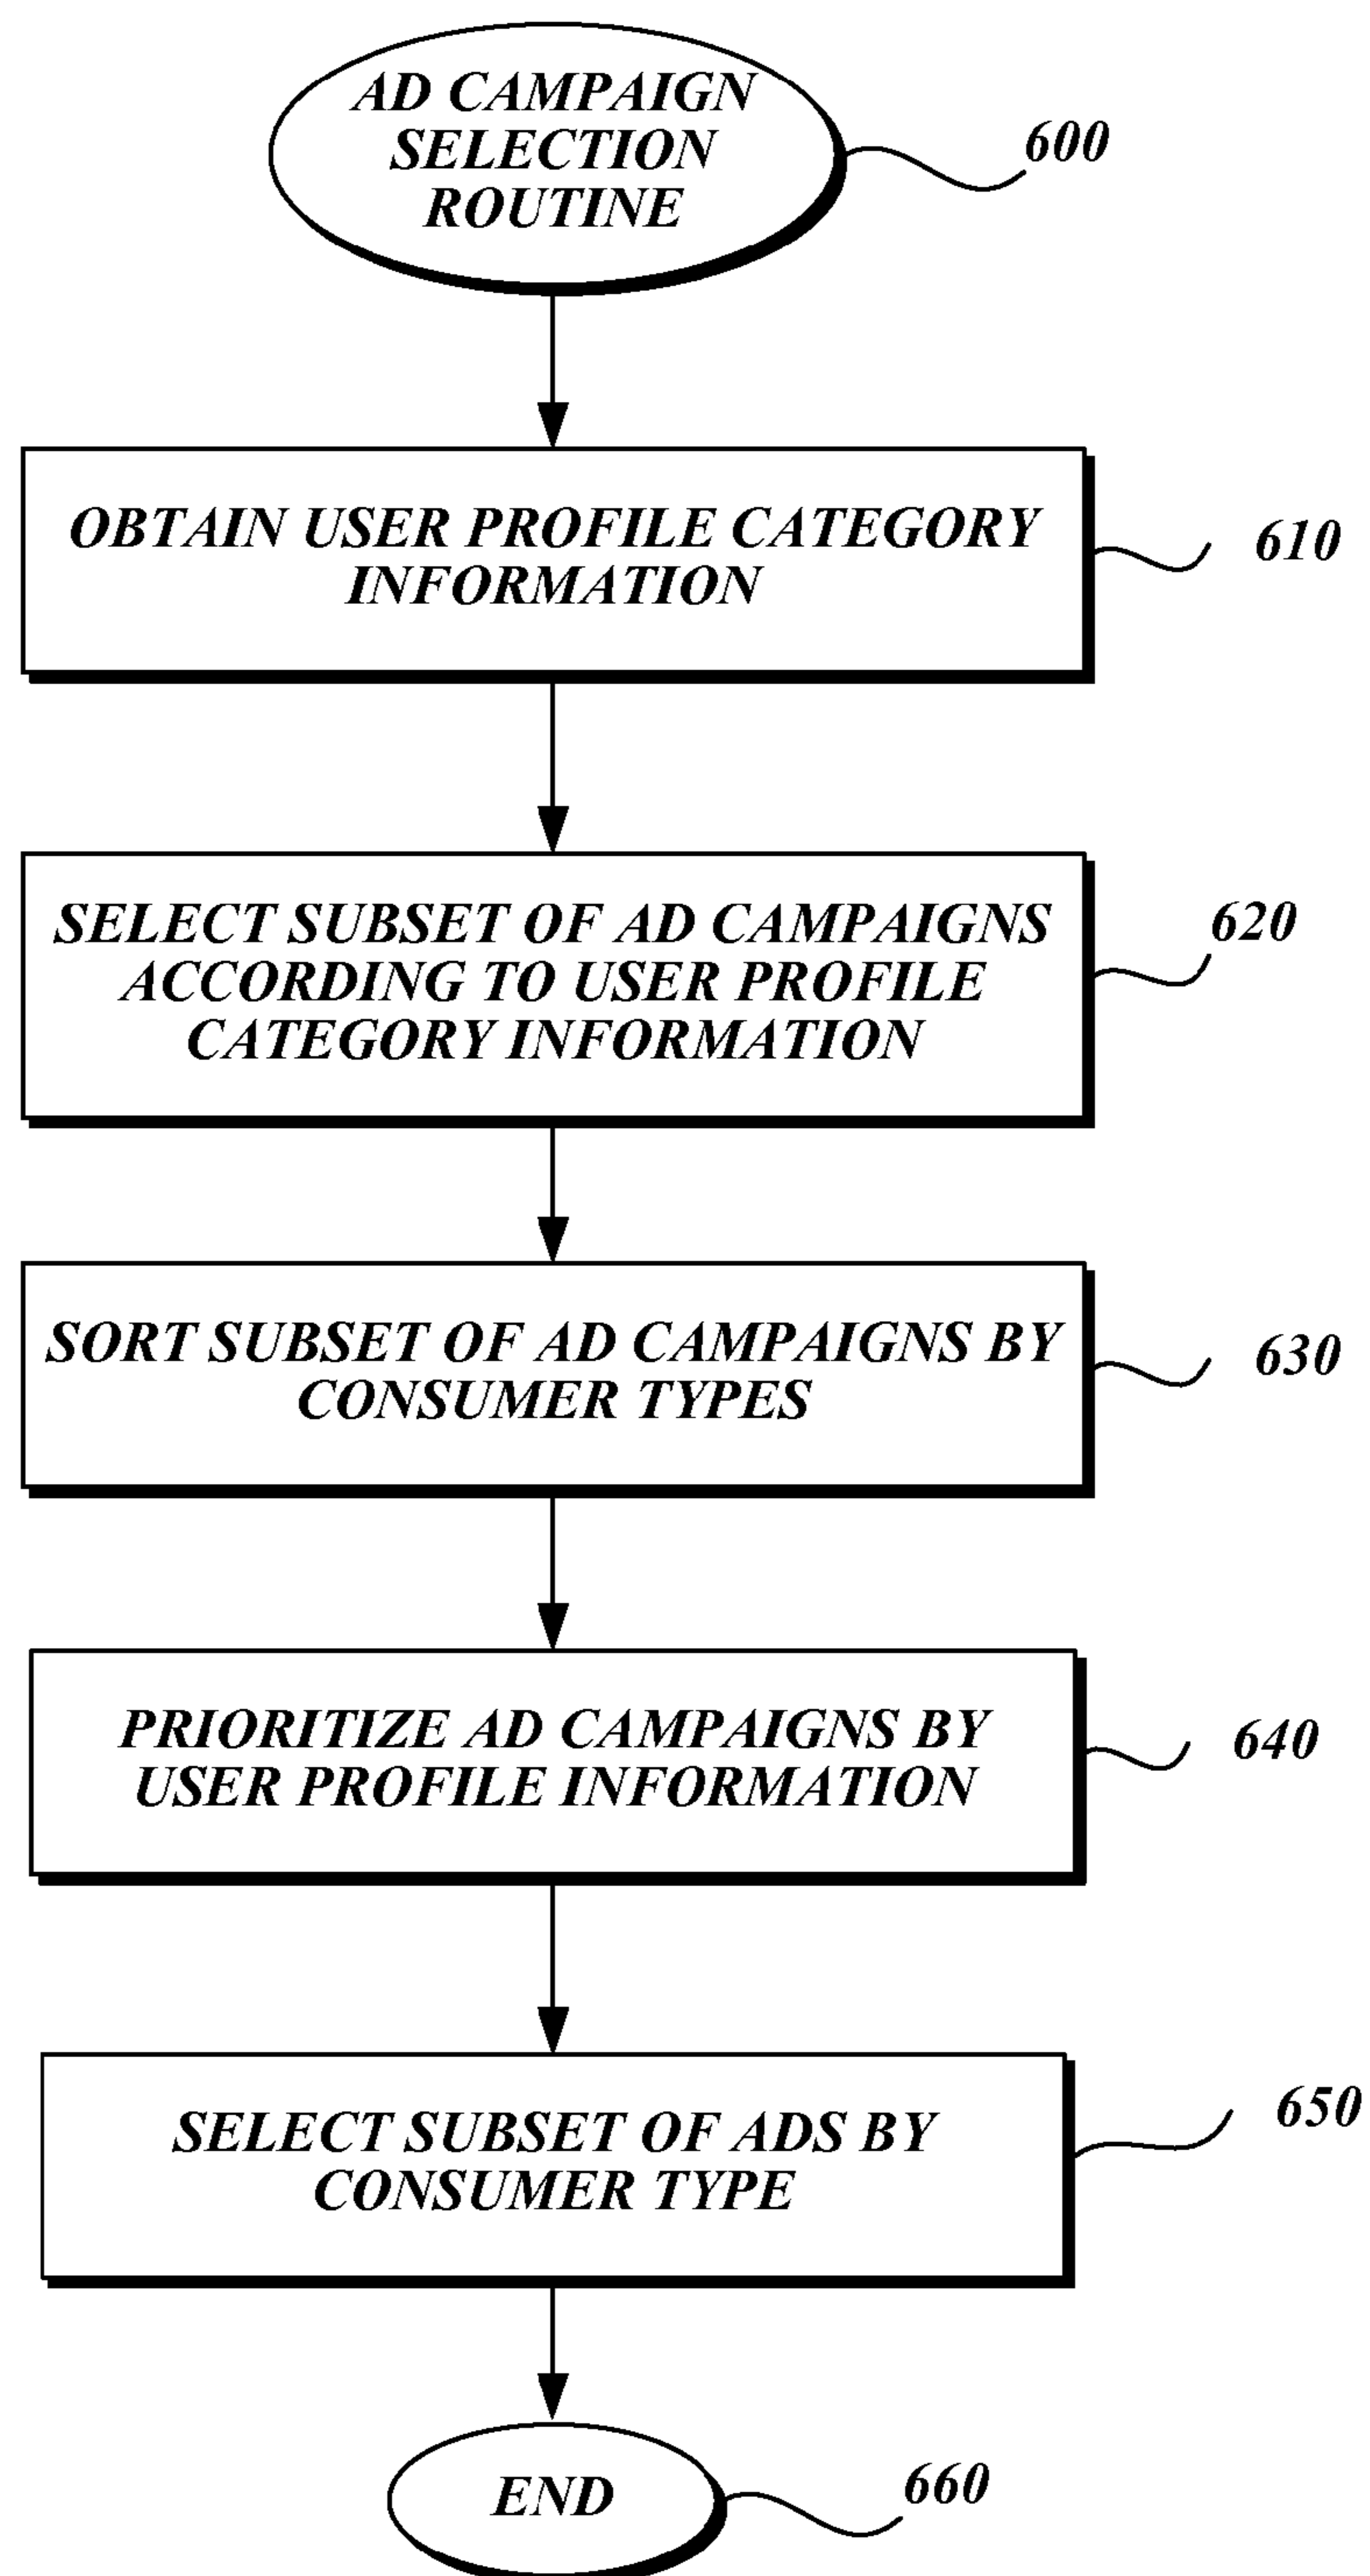 AD CAMPAIGN
SELECTION
ROUTINE
600
OBTAIN USER PROFILE CATEGORY
INFORMATION
610
SELECT SUBSET OF AD CAMPAIGNS
ACCORDING TO USER PROFILE
CATEGORY INFORMATION
620
SORT SUBSET OF AD CAMPAIGNS BY
CONSUMER TYPES
630
PRIORITIZE AD CAMPAIGNS BY
USER PROFILE INFORMATION
640
SELECT SUBSET OF ADS BY
CONSUMER TYPE
650
END
660